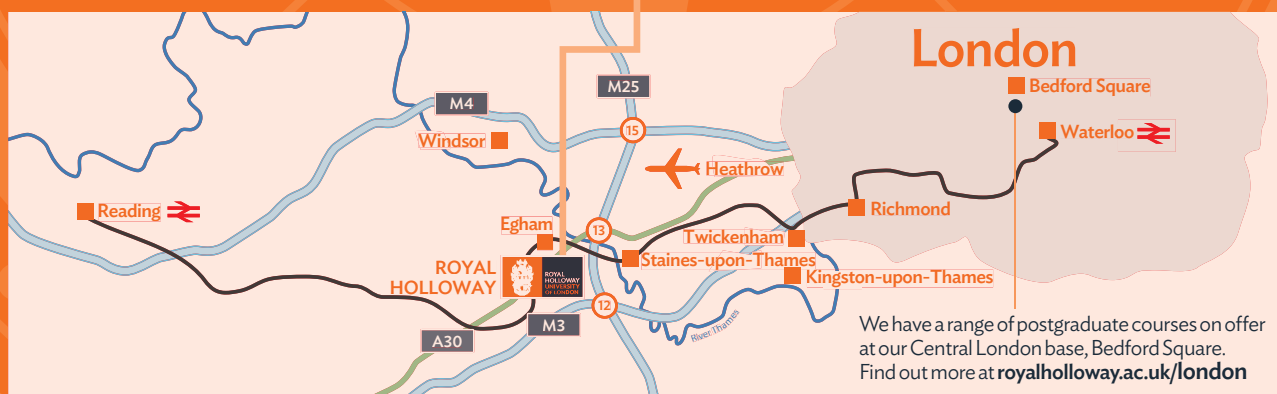 London
Bedford Square
M25
M4
15
Waterloo
Windsor
Heathrow
Reading
Richmond
Egham
13
Twickenham
Staines-upon-Thames
ROYAL
HOLLOWAY
ROYAL
HOLLOWAY
UNIVERSITY
OF LONDON
Kingston-upon-Thames
12
M3
A30
River Thames
We have a range of postgraduate courses on offer
at our Central London base, Bedford Square.
Find out more at royalholloway.ac.uk/london